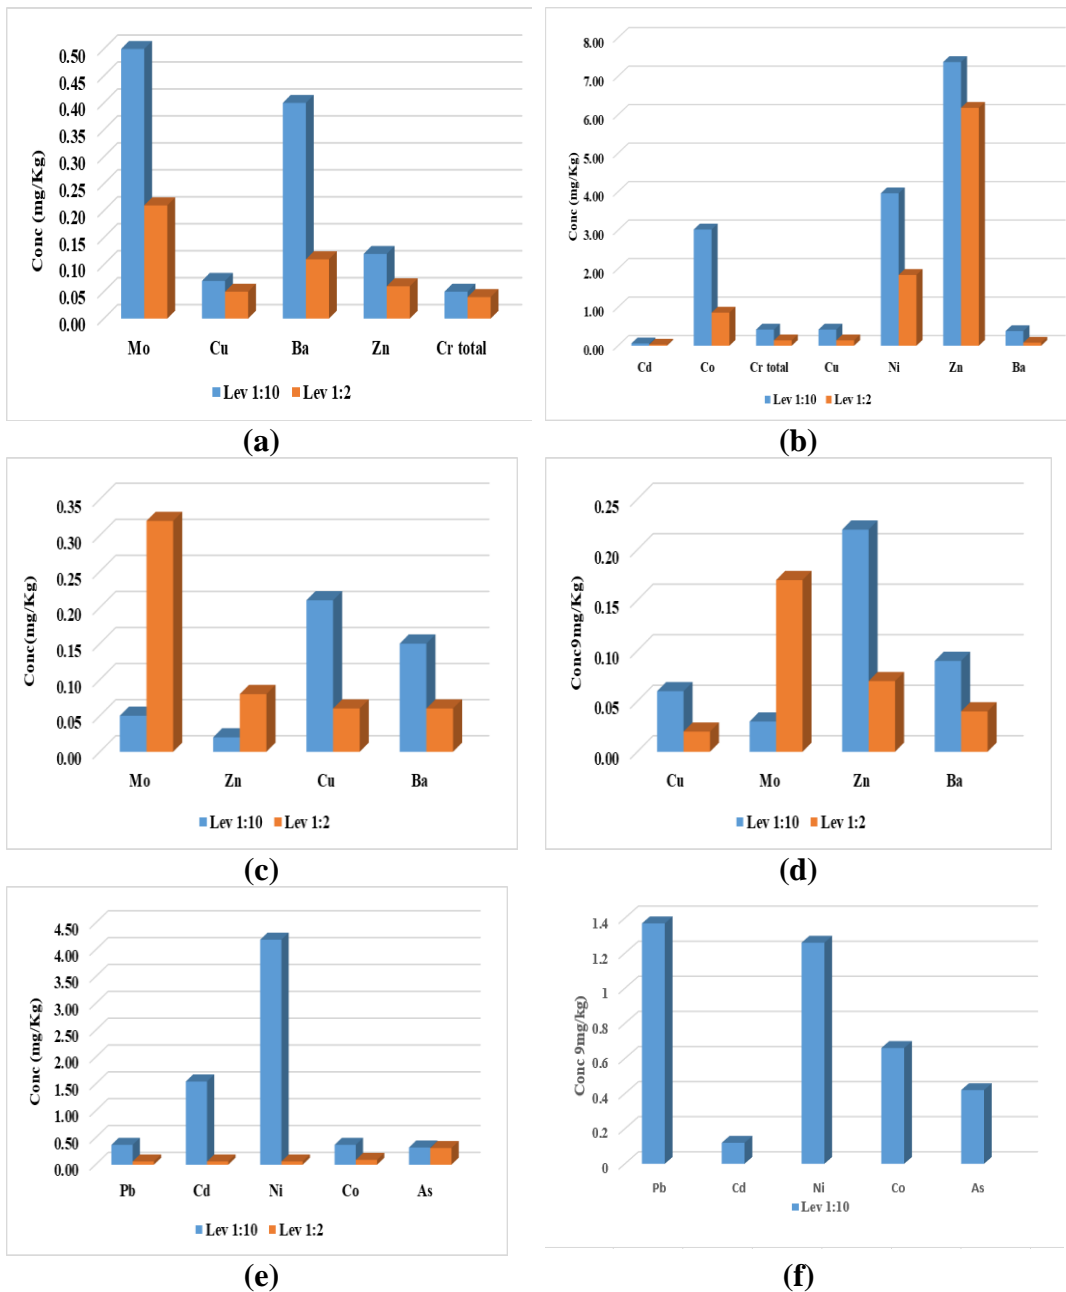 Conc (mg/Kg)
0.50
0.45
0.40
0.35
0.30
0.25
0.20
0.15
0.10
0.05
0.00
Mo Cu Ba Zn Cr total
Lev 1:10 Lev 1:2
(a)
Conc (mg/Kg)
8.00
7.00
6.00
5.00
4.00
3.00
2.00
1.00
0.00
Cd Co Cr total Cu Ni Zn Ba
Lev 1:10 Lev 1:2
(b)
Conc(mg/Kg)
0.35
0.30
0.25
0.20
0.15
0.10
0.05
0.00
Mo Zn Cu Ba
Lev 1:10 Lev 1:2
(c)
Conc9mg/Kg)
0.25
0.20
0.15
0.10
0.05
0.00
Cu Mo Zn Ba
Lev 1:10 Lev 1:2
(d)
Conc (mg/Kg)
4.50
4.00
3.50
3.00
2.50
2.00
1.50
1.00
0.50
0.00
Pb Cd Ni Co As
Lev 1:10 Lev 1:2
(e)
Conc 9mg/kg)
1.4
1.2
1
0.8
0.6
0.4
0.2
0
Pb Cd Ni Co As
Lev 1:10
(f)